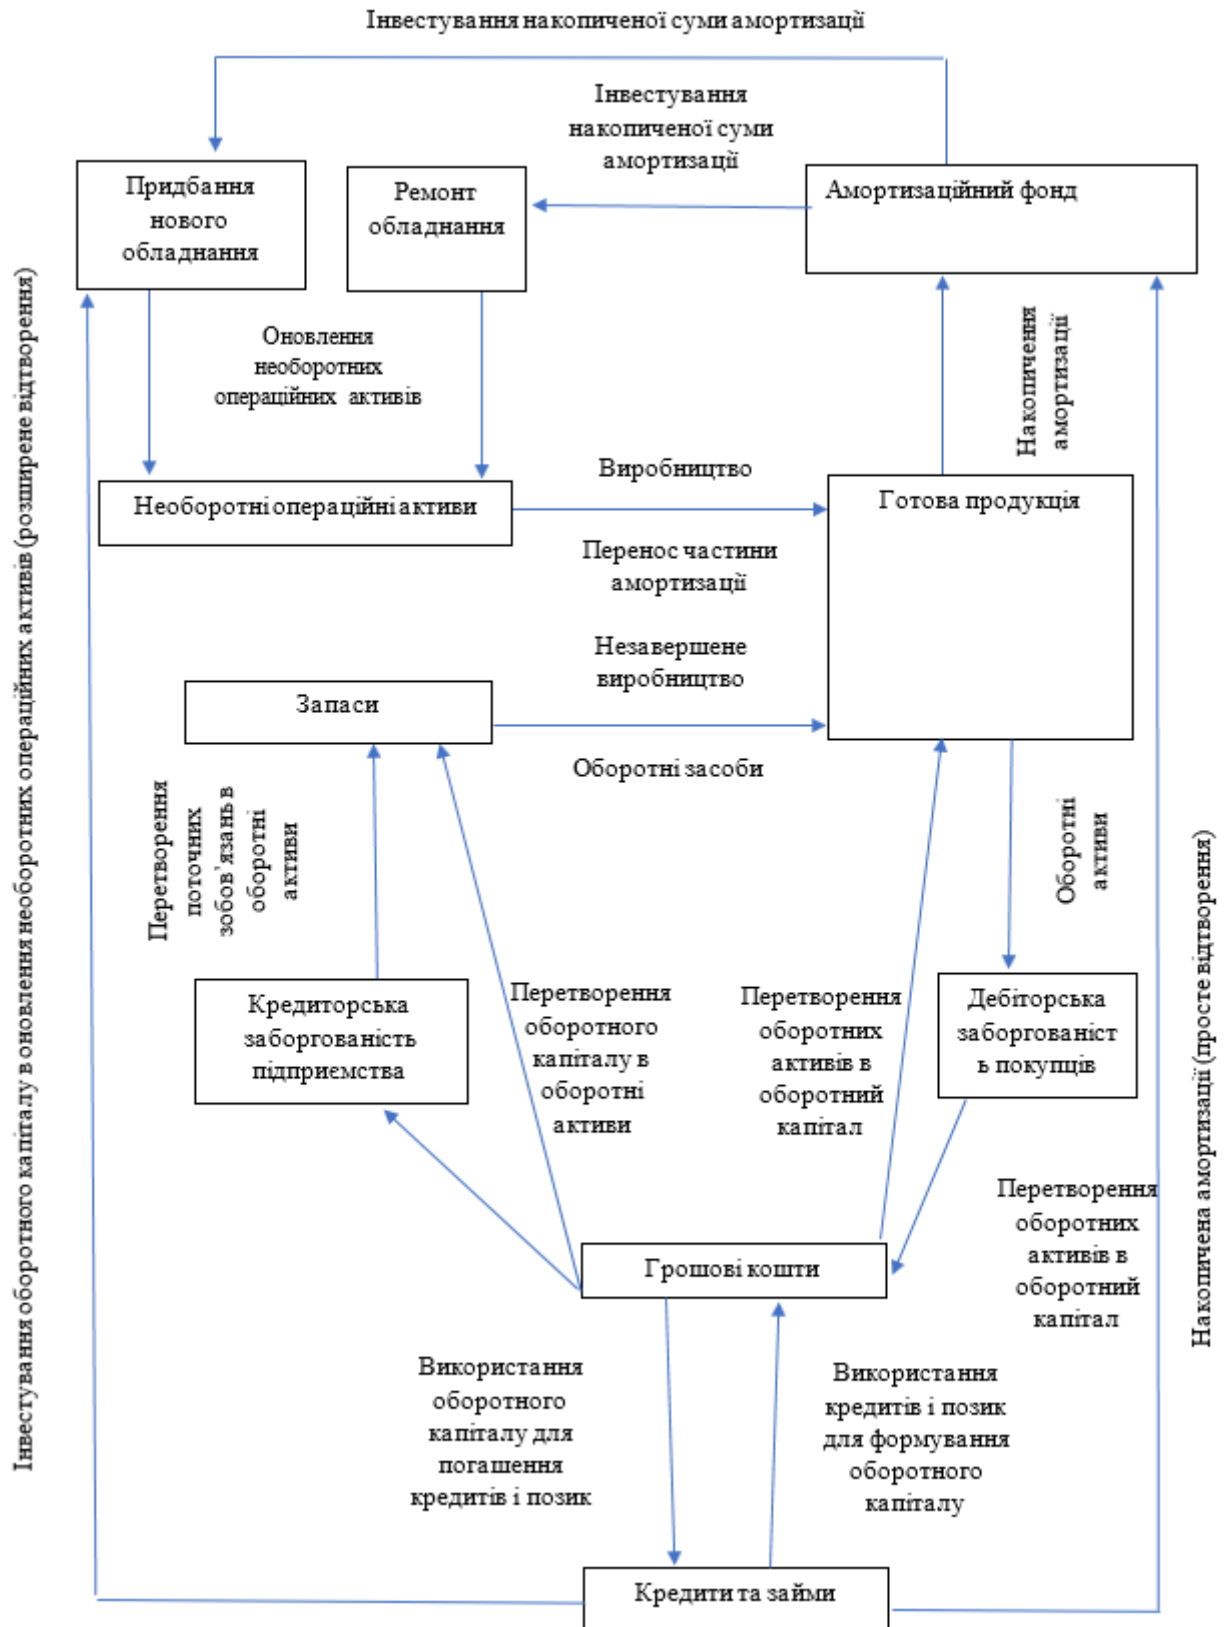 Інвестування накопиченої суми амортизації
Інвестування
накопиченої суми
амортизації
Придбання
нового
обладнання
Ремонт
обладнання
Амортизаційний фонд
Оновлення
необоротних
операційних активів
Накопичення
амортизації
Інвестування оборотного капіталу в оновлення необоротних операційних активів (розширене відтворення)
Виробництво
Необоротні операційні активи
Готова продукція
Перенос частини
амортизації
Незавершене
виробництво
Запаси
Оборотні засоби
Перетворення
поточних
зобов'язань в
оборотні
активи
Оборотні
активи
Накопичена амортизації (просте відтворення)
Кредиторська
заборгованість
підприємства
Перетворення
оборотного
капіталу в
оборотні
активи
Перетворення
оборотних
активів в
оборотний
капітал
Дебіторська
заборгованіст
ь покупців
Грошові кошти
Перетворення
оборотних
активів в
оборотний
капітал
Використання
оборотного
капіталу для
погашення
кредитів і позик
Використання
кредитів і позик
для формування
оборотного
капіталу
Кредити та займи